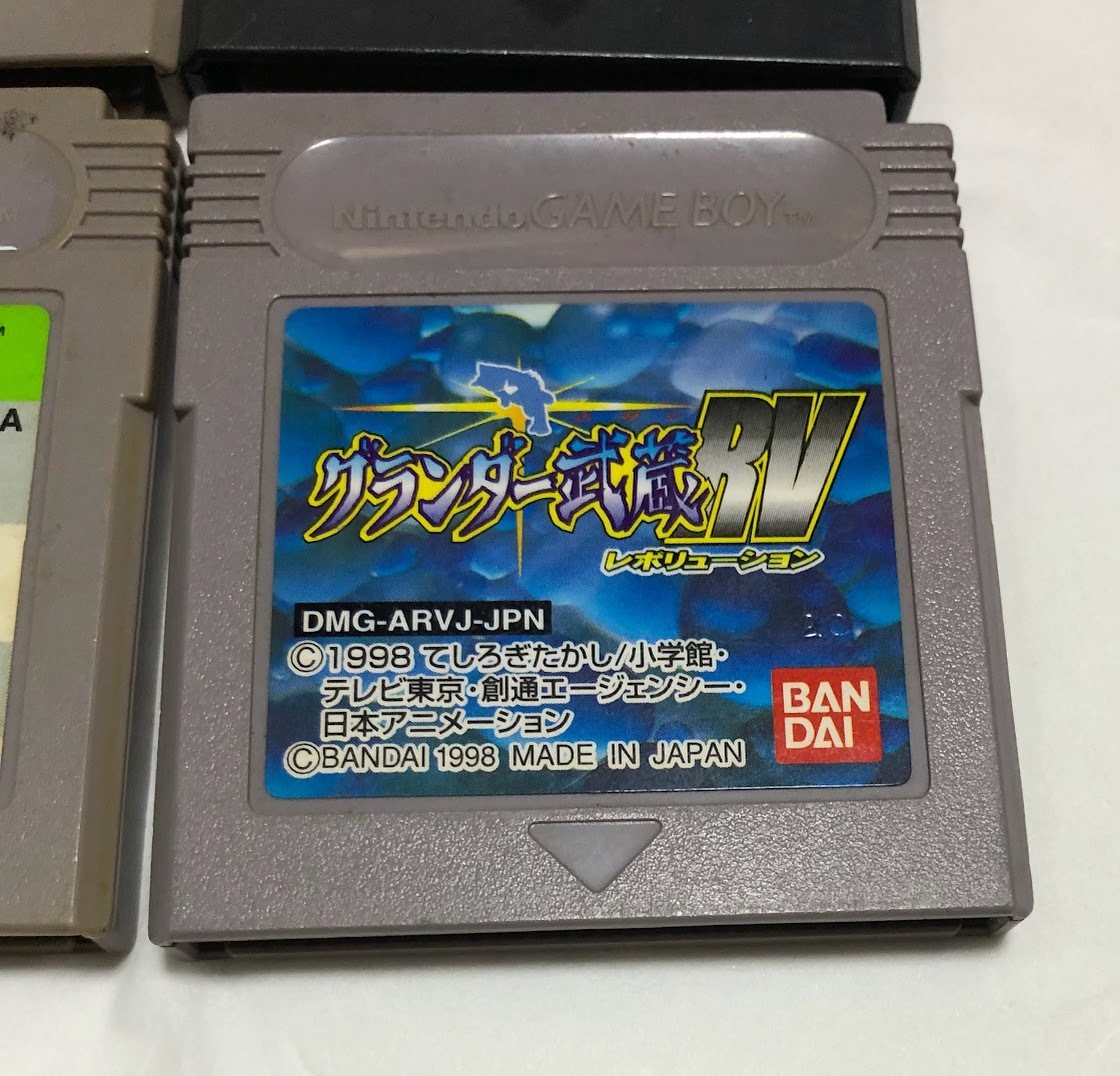 Nintendo GAME BOY TM
グランダー武蔵RV
レボリューション
DMG-ARVJ-JPN
©1998 てしろぎたかし/小学館・
テレビ東京・創通エージェンシー・
日本アニメーション
©BANDAI 1998 MADE IN JAPAN
BAN
DAI
A